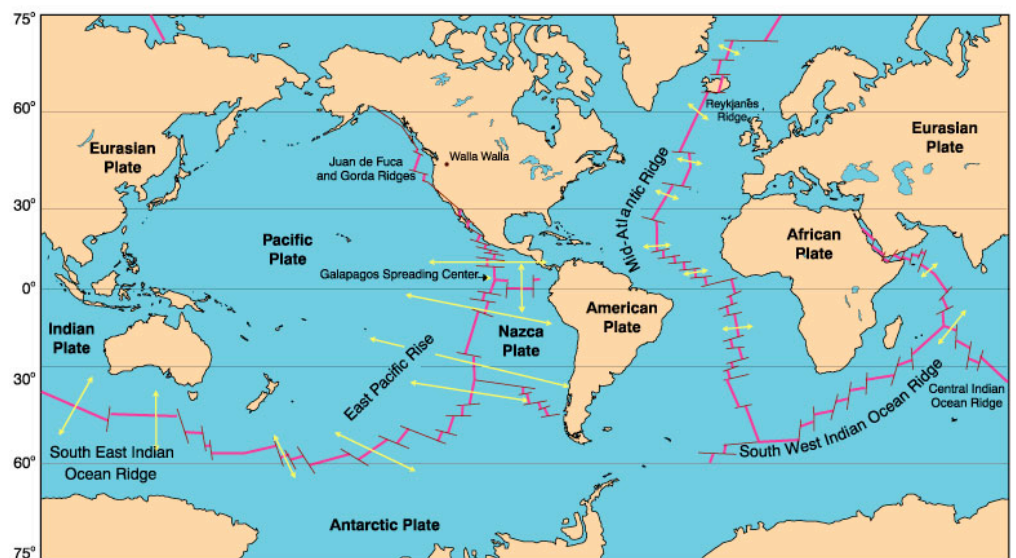 75°
60°
30°
0°
30°
60°
75°
Eurasian
Plate
Juan de Fuca
and Gorda Ridges
Walla Walla
Reykjanes
Ridge
Eurasian
Plate
Mid-Atlantic Ridge
Pacific
Plate
African
Plate
Galapagos Spreading Center
Indian
Plate
Nazca
Plate
American
Plate
East Pacific Rise
Central Indian
Ocean Ridge
South West Indian Ocean Ridge
South East Indian
Ocean Ridge
Antarctic Plate